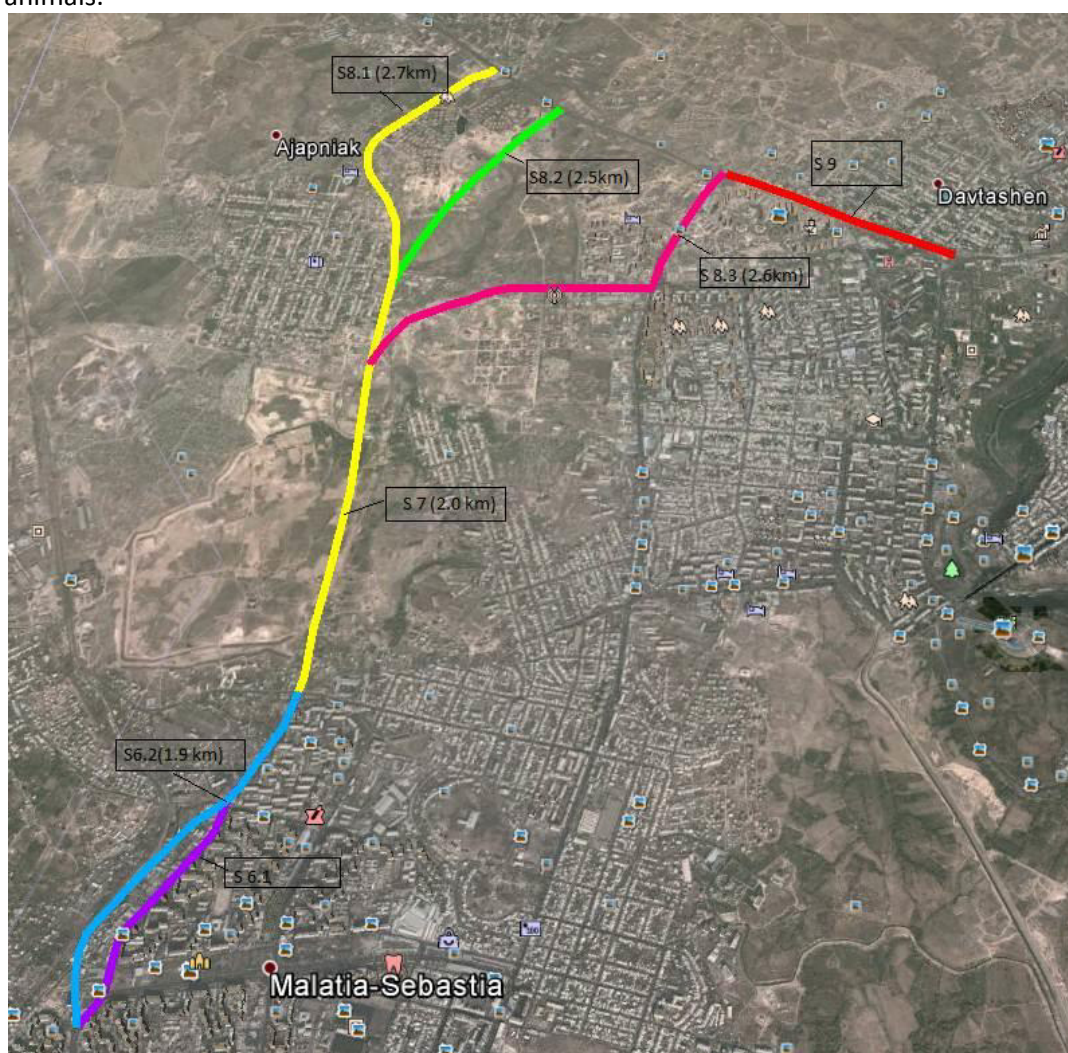 animals.
S8.1 (2.7km)
Ajapniak
S8.2 (2.5km)
S 9
Davtashen
S 8.3 (2.6km)
S 7 (2.0 km)
S6.2(1.9 km)
S 6.1
Malatia-Sebastia